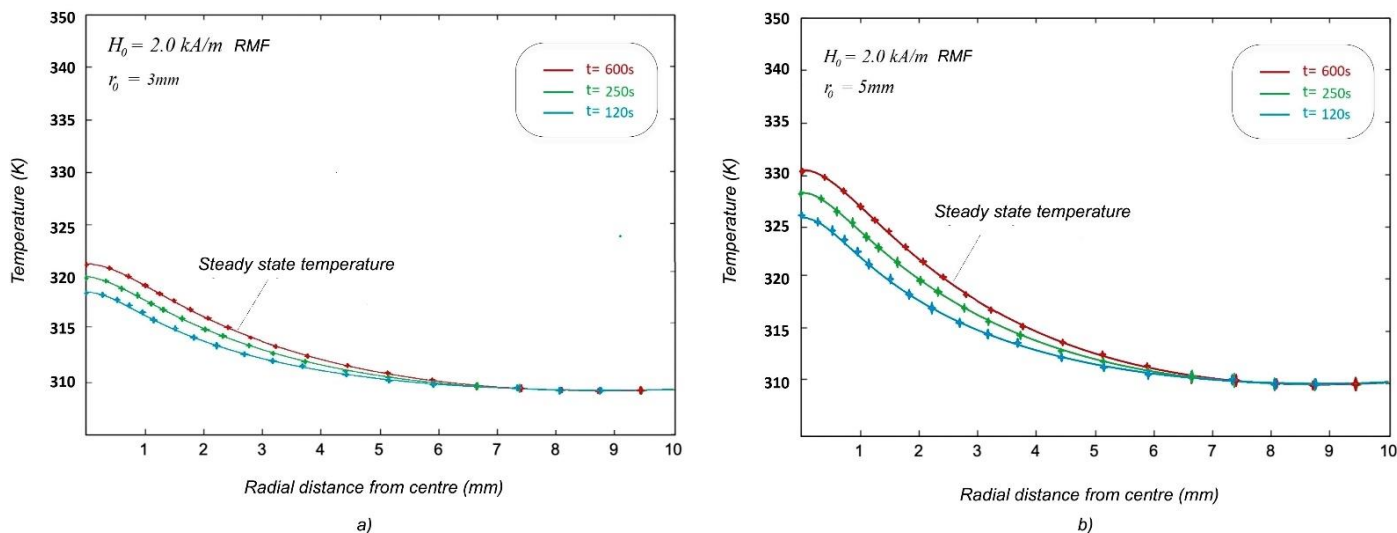 350
345
340
335
330
325
320
315
310
H₀ = 2.0 kA/m RMF
r₀ = 3mm
t= 600s
t= 250s
t= 120s
Steady state temperature
Temperature (K)
1 2 3 4 5 6 7 8 9 10
Radial distance from centre (mm)
a)
350
345
340
335
330
325
320
315
310
H₀ = 2.0 kA/m RMF
r₀ = 5mm
t= 600s
t= 250s
t= 120s
Steady state temperature
Temperature (K)
1 2 3 4 5 6 7 8 9 10
Radial distance from centre (mm)
b)